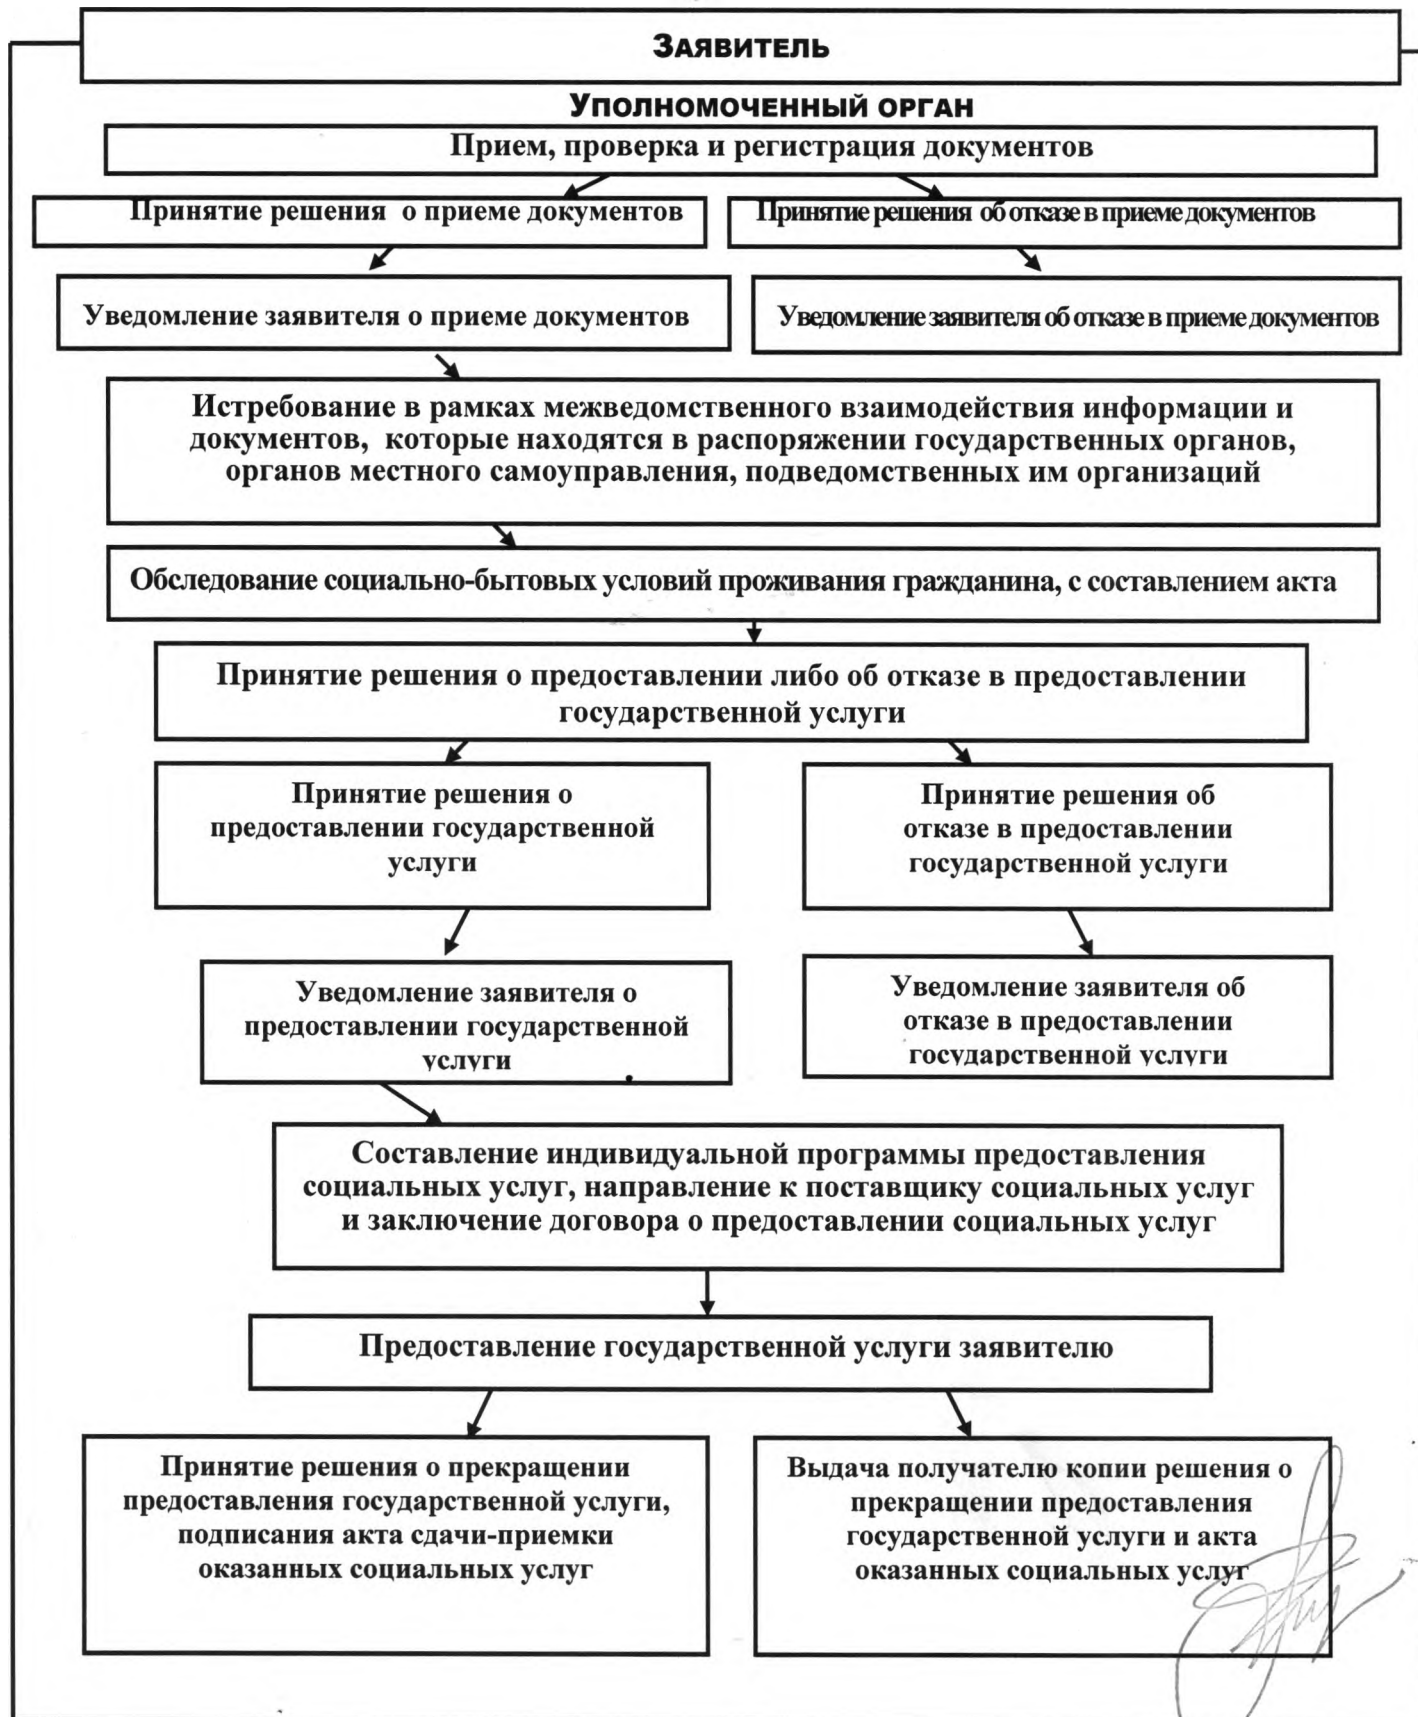 ЗАЯВИТЕЛЬ
УПОЛНОМОЧЕННЫЙ ОРГАН
Прием, проверка и регистрация документов
Принятие решения о приеме документов
Принятие решения об отказе в приеме документов
Уведомление заявителя о приеме документов
Уведомление заявителя об отказе в приеме документов
Истребование в рамках межведомственного взаимодействия информации и
документов, которые находятся в распоряжении государственных органов,
органов местного самоуправления, подведомственных им организаций
Обследование социально-бытовых условий проживания гражданина, с составлением акта
Принятие решения о предоставлении либо об отказе в предоставлении
государственной услуги
Принятие решения о
предоставлении государственной
услуги
Принятие решения об
отказе в предоставлении
государственной услуги
Уведомление заявителя о
предоставлении государственной
услуги
Уведомление заявителя об
отказе в предоставлении
государственной услуги
Составление индивидуальной программы предоставления
социальных услуг, направление к поставщику социальных услуг
и заключение договора о предоставлении социальных услуг
Предоставление государственной услуги заявителю
Принятие решения о прекращении
предоставления государственной услуги,
подписания акта сдачи-приемки
оказанных социальных услуг
Выдача получателю копии решения о
прекращении предоставления
государственной услуги и акта
оказанных социальных услуг